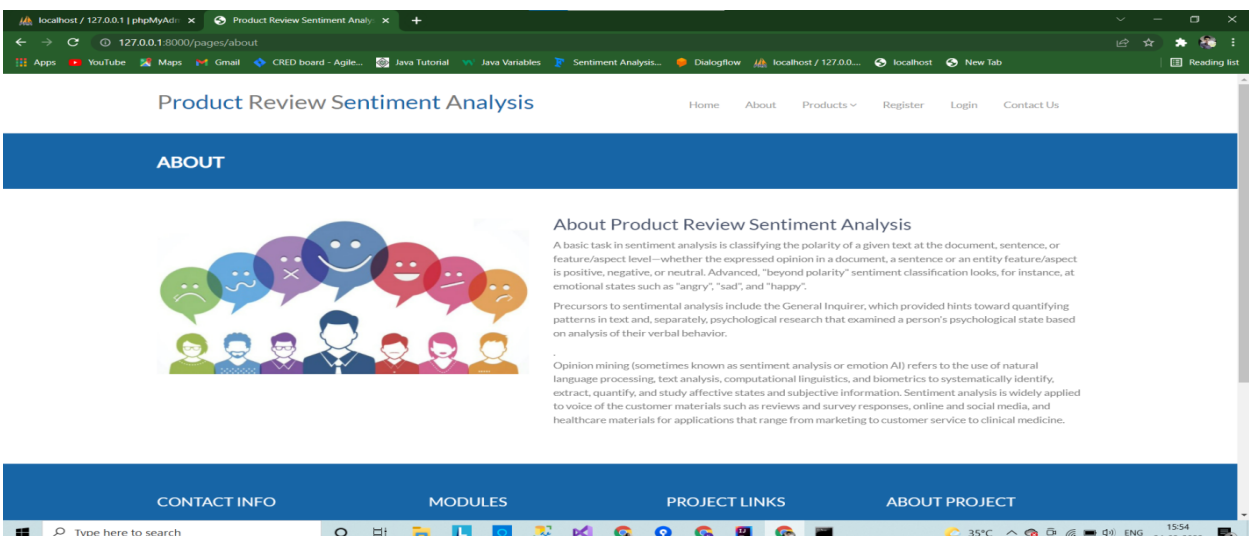 localhost / 127.0.0.1 | phpMyAdn
Product Review Sentiment Analy
127.0.0.1:8000/pages/about
Apps YouTube Maps Gmail CRED board - Agile... Java Tutorial Java Variables Sentiment Analysis... Dialogflow localhost / 127.0.0.... localhost New Tab Reading list
Product Review Sentiment Analysis
Home About Products Register Login Contact Us
ABOUT
About Product Review Sentiment Analysis
A basic task in sentiment analysis is classifying the polarity of a given text at the document, sentence, or
feature/aspect level—whether the expressed opinion in a document, a sentence or an entity feature/aspect
is positive, negative, or neutral. Advanced, "beyond polarity" sentiment classification looks, for instance, at
emotional states such as "angry", "sad", and "happy".
Precursors to sentimental analysis include the General Inquirer, which provided hints toward quantifying
patterns in text and, separately, psychological research that examined a person's psychological state based
on analysis of their verbal behavior.
.
Opinion mining (sometimes known as sentiment analysis or emotion AI) refers to the use of natural
language processing, text analysis, computational linguistics, and biometrics to systematically identify,
extract, quantify, and study affective states and subjective information. Sentiment analysis is widely applied
to voice of the customer materials such as reviews and survey responses, online and social media, and
healthcare materials for applications that range from marketing to customer service to clinical medicine.
CONTACT INFO MODULES PROJECT LINKS ABOUT PROJECT
Type here to search
35°C ENG 15:54